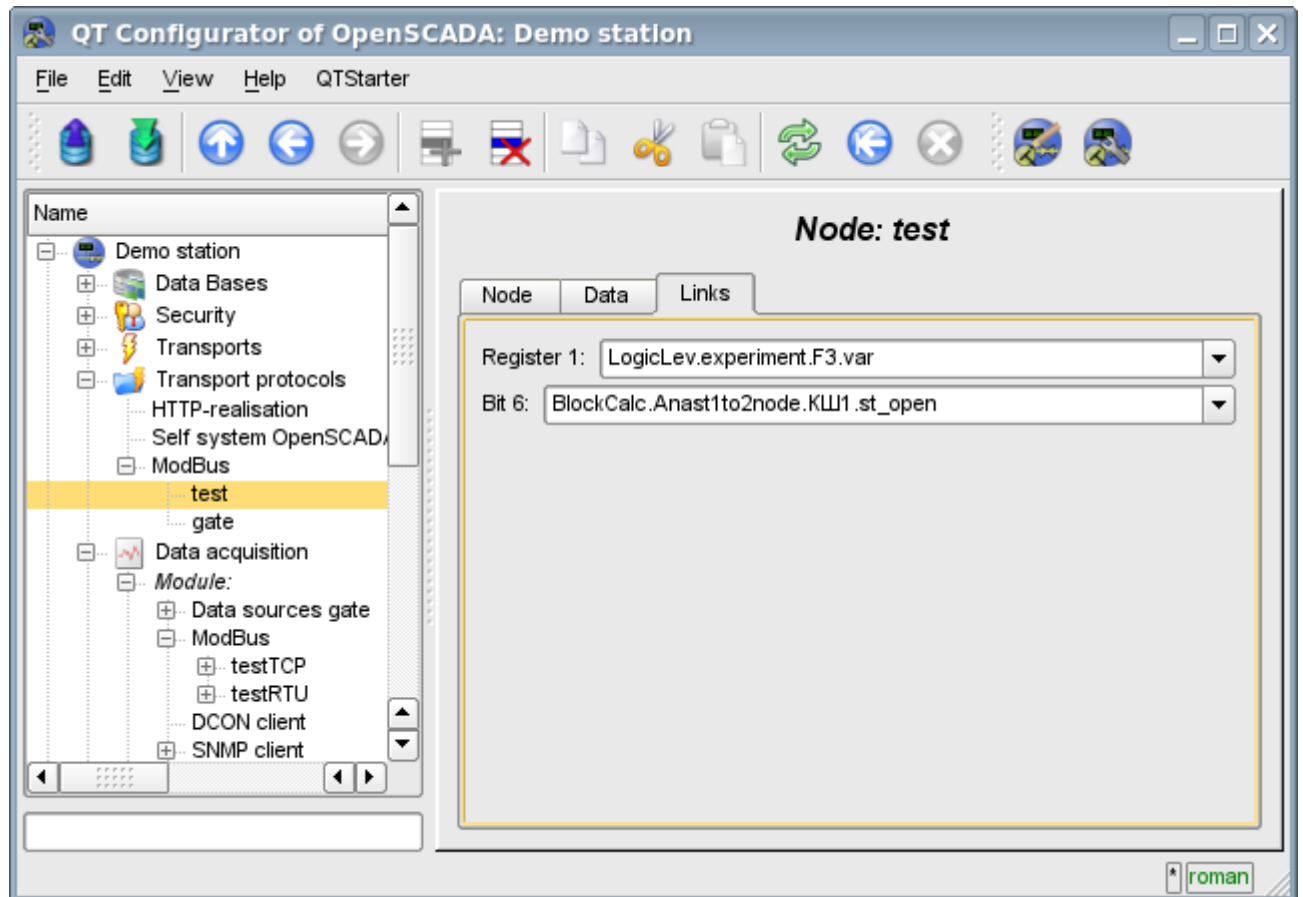 QT Configurator of OpenSCADA: Demo station
File Edit View Help QTStarter
Name
Demo station
Data Bases
Security
Transports
Transport protocols
HTTP-realisation
Self system OpenSCADA
ModBus
test
gate
Data acquisition
Module:
Data sources gate
ModBus
testTCP
testRTU
DCON client
SNMP client
Node: test
Node Data Links
Register 1: LogicLev.experiment.F3.var
Bit 6: BlockCalc.Anast1to2node.КШ1.st_open
* roman